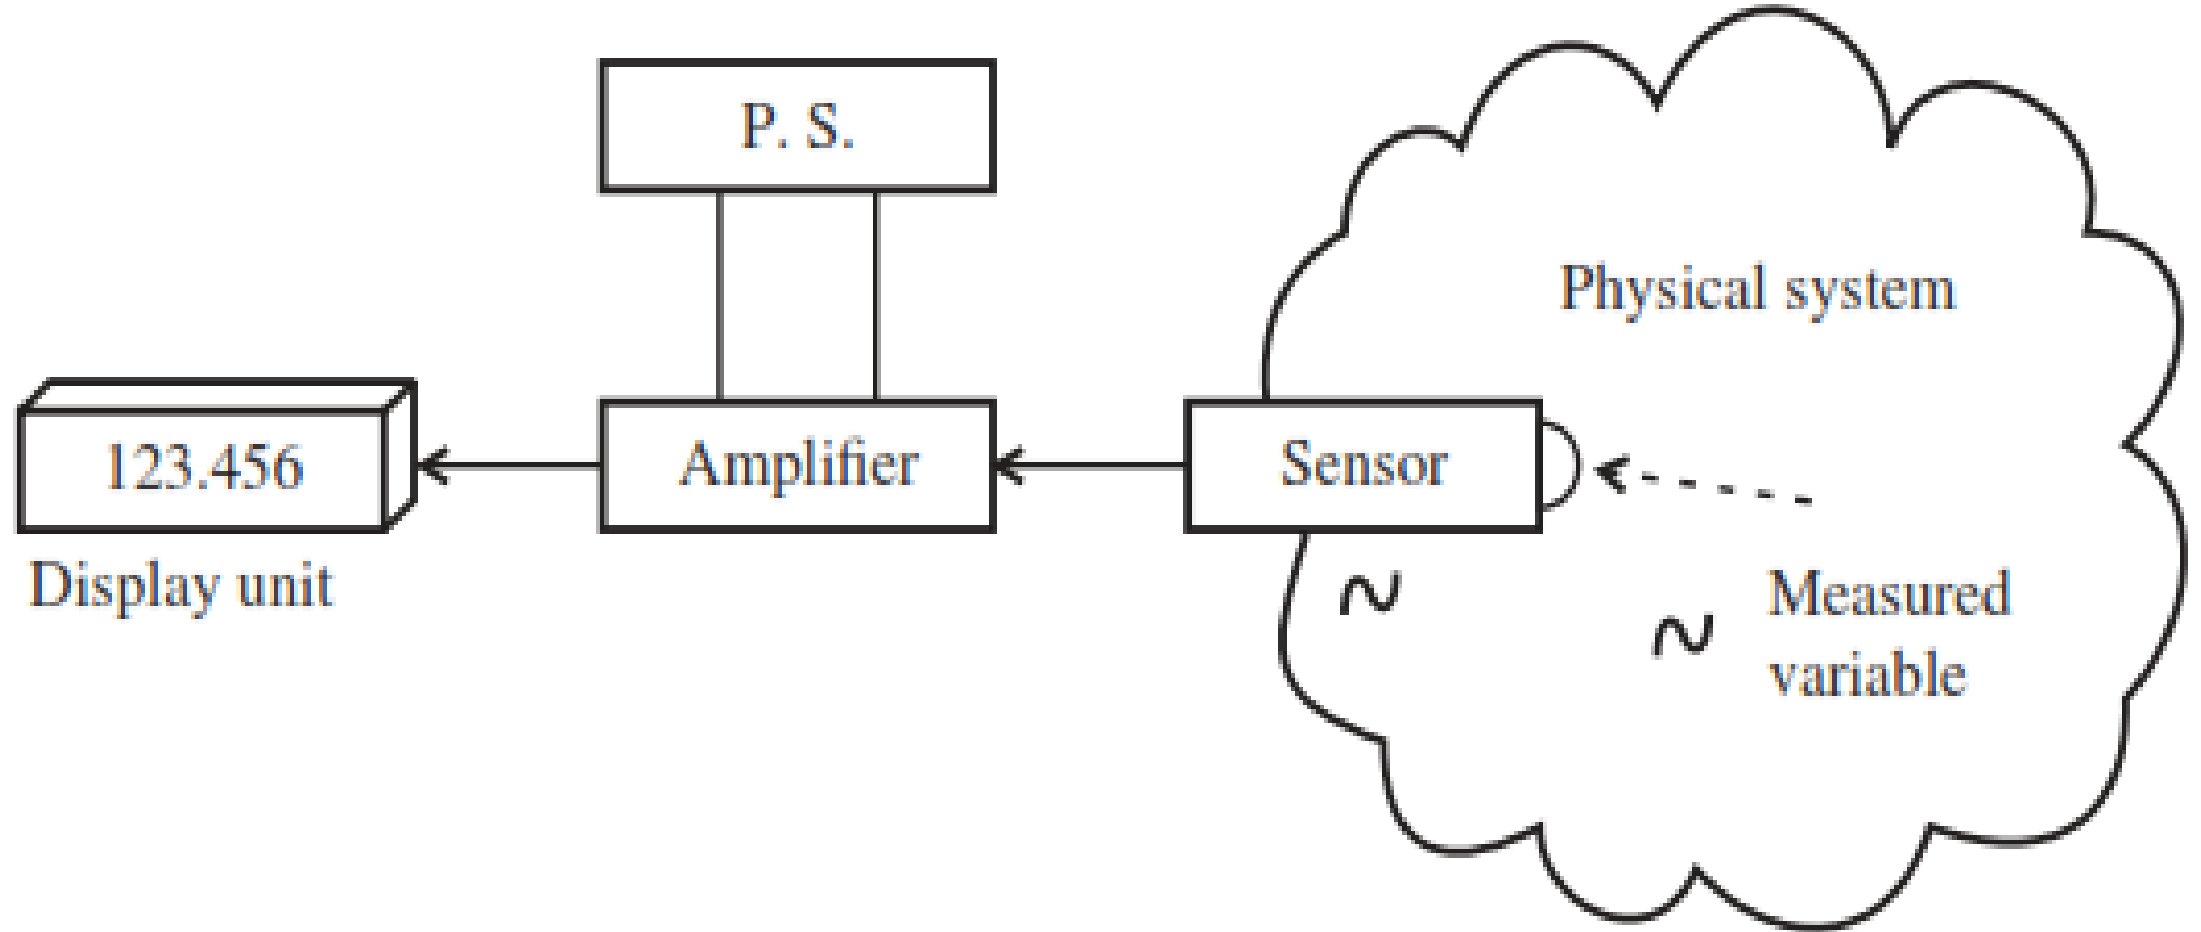 P. S.
Physical system
123.456
Amplifier
Sensor
Display unit
Measured
variable